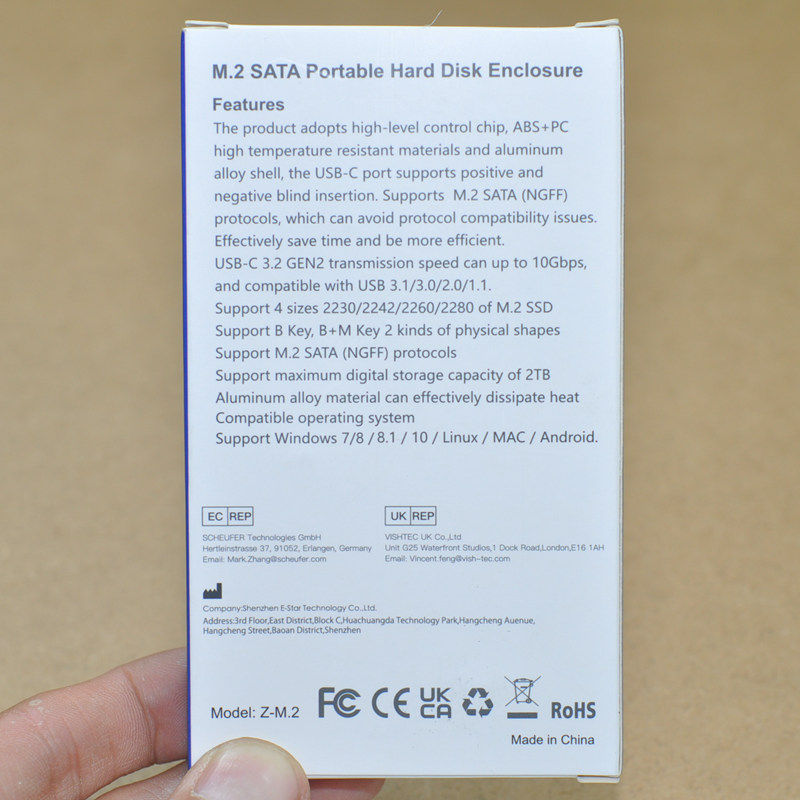 M.2 SATA Portable Hard Disk Enclosure
Features
The product adopts high-level control chip, ABS+PC
high temperature resistant materials and aluminum
alloy shell, the USB-C port supports positive and
negative blind insertion. Supports M.2 SATA (NGFF)
protocols, which can avoid protocol compatibility issues.
Effectively save time and be more efficient.
USB-C 3.2 GEN2 transmission speed can up to 10Gbps,
and compatible with USB 3.1/3.0/2.0/1.1.
Support 4 sizes 2230/2242/2260/2280 of M.2 SSD
Support B Key, B+M Key 2 kinds of physical shapes
Support M.2 SATA (NGFF) protocols
Support maximum digital storage capacity of 2TB
Aluminum alloy material can effectively dissipate heat
Compatible operating system
Support Windows 7/8 / 8.1 / 10 / Linux / MAC / Android.
EC REP
SCHEUFER Technologies GmbH
Hertleinstrasse 37, 91052, Erlangen, Germany
Email: Mark.Zhang@scheufer.com
UK REP
VISHTEC UK Co.,Ltd
Unit G25 Waterfront Studios,1 Dock Road,London,E16 1AH
Email: Vincent.feng@vish-tec.com
Company:Shenzhen E-Star Technology Co.,Ltd.
Address:3rd Floor,East District,Block C,Huachuangda Technology Park,Hangcheng Auenue,
Hangcheng Street,Baoan District,Shenzhen
Model: Z-M.2
FC CE UK CA RoHS
Made in China